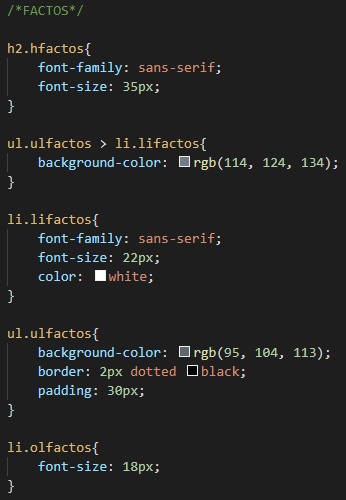 /*FACTOS*/
h2.hfactos{
font-family: sans-serif;
font-size: 35px;
}
ul.ulfactos > li.lifactos{
background-color: rgb(114, 124, 134);
}
li.lifactos{
font-family: sans-serif;
font-size: 22px;
color: white;
}
ul.ulfactos{
background-color: rgb(95, 104, 113);
border: 2px dotted black;
padding: 30px;
}
li.olfactos{
font-size: 18px;
}